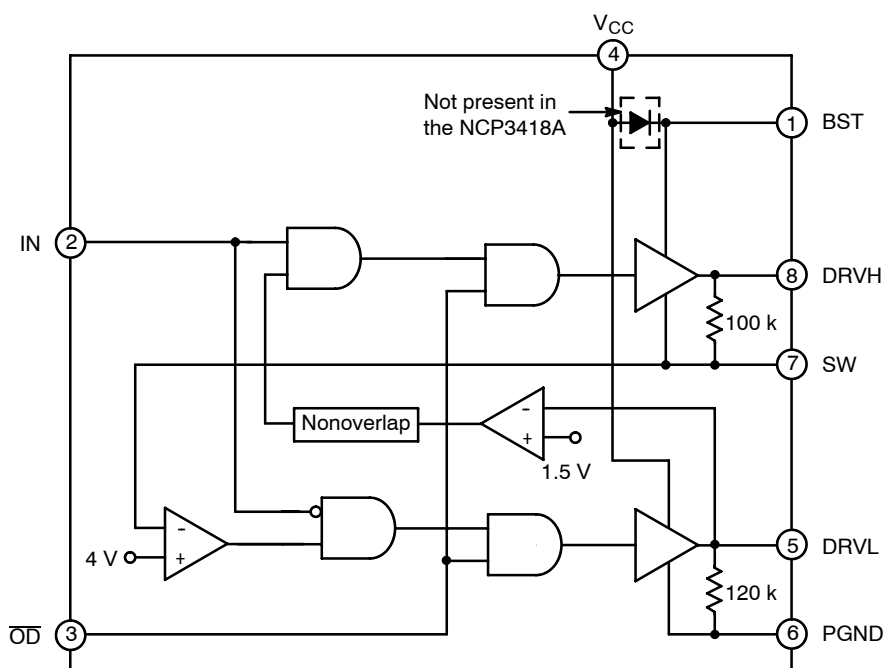 VCC
4
Not present in
the NCP3418A
1 BST
IN 2
8 DRVH
100 k
7 SW
Nonoverlap
-
+
1.5 V
-
+
4 V
5 DRVL
120 k
OD 3
6 PGND